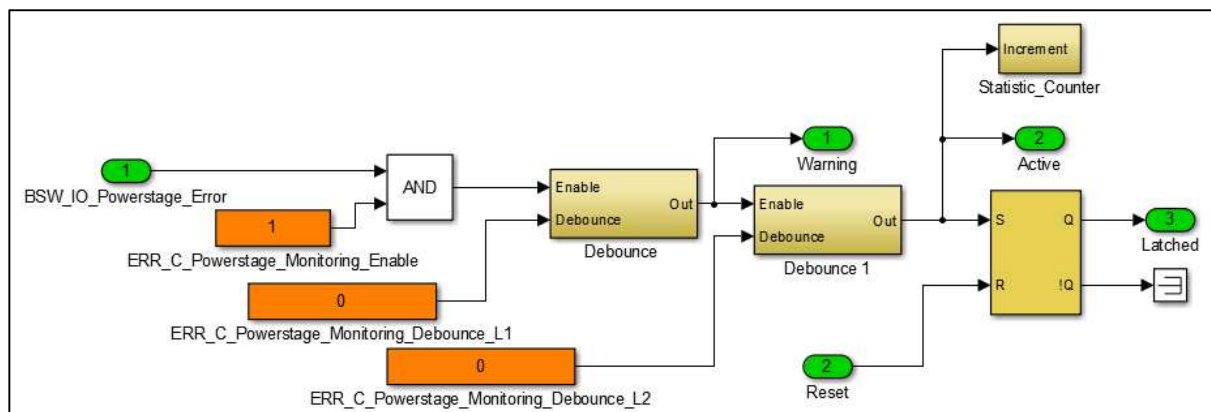 Increment
Statistic_Counter
1
Warning
2
Active
1
BSW_IO_Powerstage_Error
AND
Enable
Debounce
Out
Debounce
Enable
Debounce
Out
Debounce 1
S
R
Q
!Q
3
Latched
1
ERR_C_Powerstage_Monitoring_Enable
0
ERR_C_Powerstage_Monitoring_Debounce_L1
0
ERR_C_Powerstage_Monitoring_Debounce_L2
2
Reset